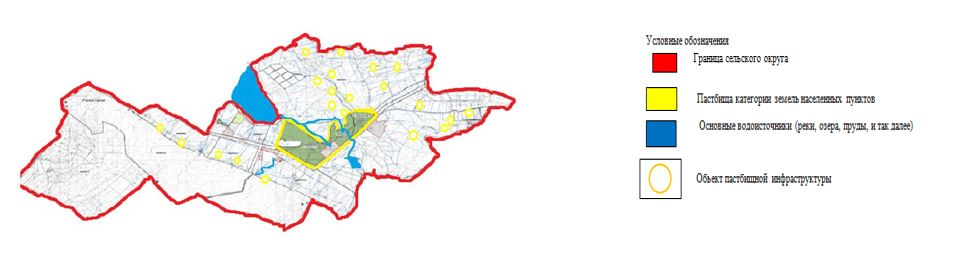 Условные обозначения
Граница сельского округа
Пастбища категории земель населенных пунктов
Основные водоисточники (реки, озера, пруды, и так далее)
Обьект пастбищной инфраструктуры